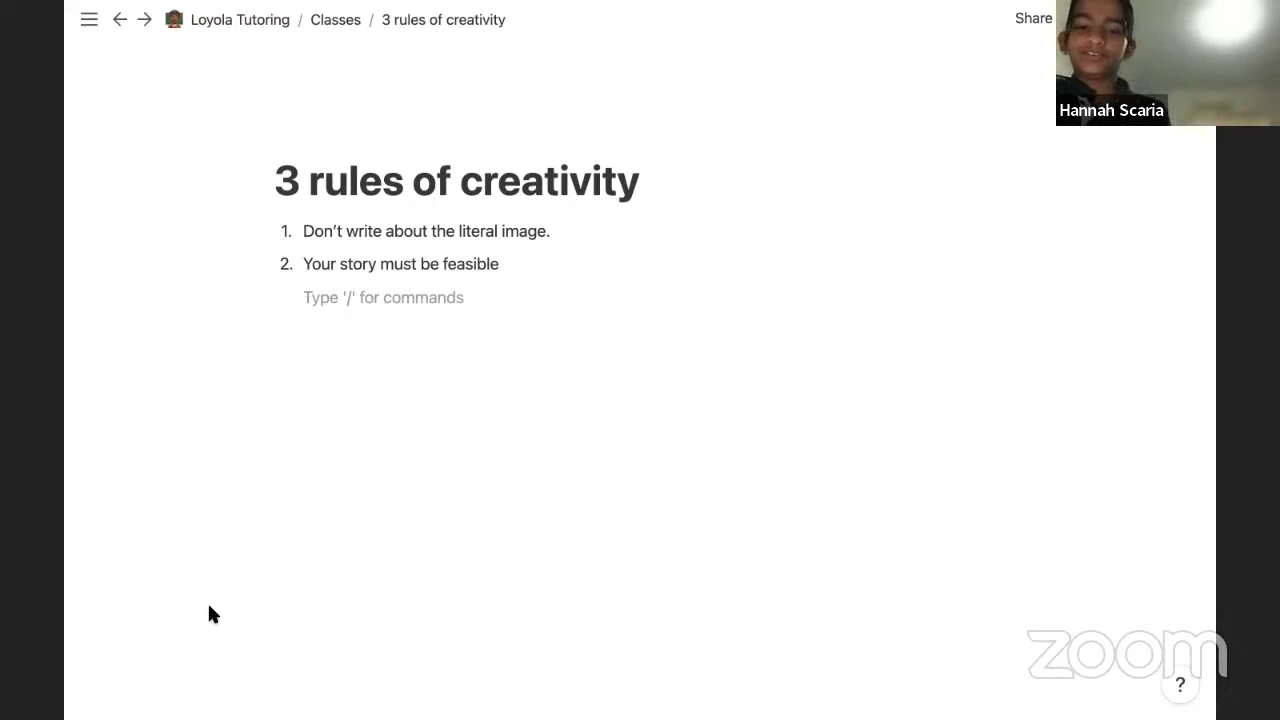 Loyola Tutoring / Classes / 3 rules of creativity
Share
Hannah Scaria
3 rules of creativity
1. Don’t write about the literal image.
2. Your story must be feasible
Type '/' for commands
zoom
?